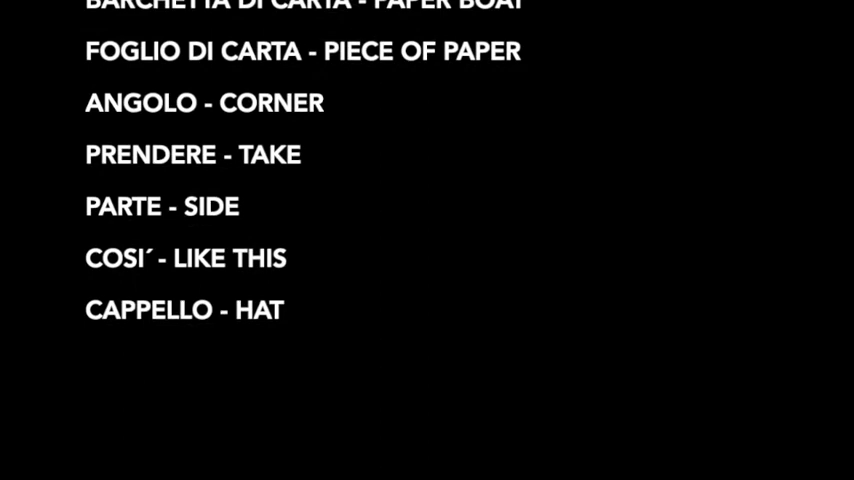 BARCHETTA DI CARTA - PAPER BOAT
FOGLIO DI CARTA - PIECE OF PAPER
ANGOLO - CORNER
PRENDERE - TAKE
PARTE - SIDE
COSI´ - LIKE THIS
CAPPELLO - HAT